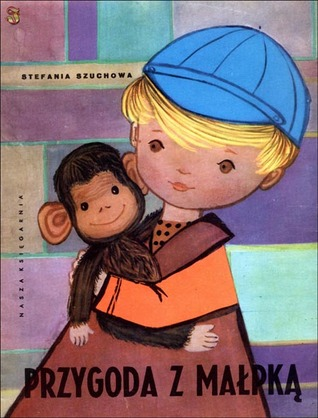 STEFANIA SZUCHOWA
NASZA KSIĘGARNIA
PRZYGODA Z MAŁPKĄ